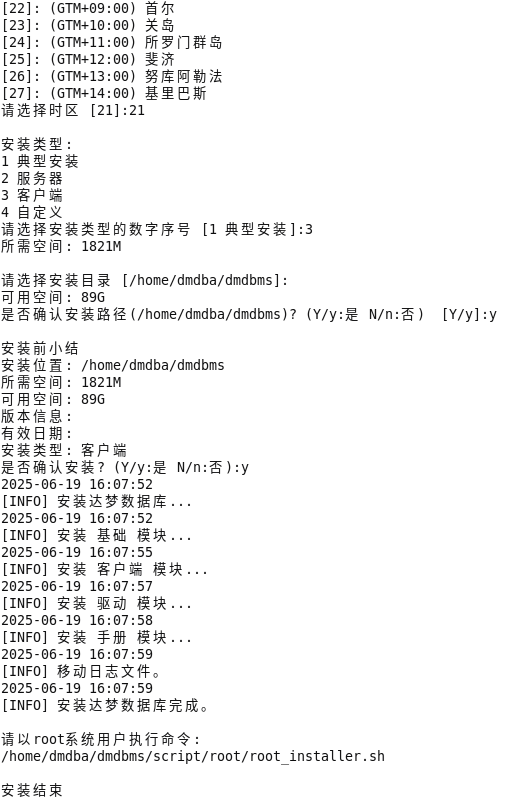 [22]: (GTM+09:00) 首尔
[23]: (GTM+10:00) 关岛
[24]: (GTM+11:00) 所罗门群岛
[25]: (GTM+12:00) 斐济
[26]: (GTM+13:00) 努库阿勒法
[27]: (GTM+14:00) 基里巴斯
请选择时区 [21]:21
安装类型:
1 典型安装
2 服务器
3 客户端
4 自定义
请选择安装类型的数字序号 [1 典型安装]:3
所需空间: 1821M
请选择安装目录 [/home/dmdba/dmdbms]:
可用空间: 89G
是否确认安装路径(/home/dmdba/dmdbms)? (Y/y:是 N/n:否)  [Y/y]:y
安装前小结
安装位置: /home/dmdba/dmdbms
所需空间: 1821M
可用空间: 89G
版本信息:
有效日期:
安装类型: 客户端
是否确认安装? (Y/y:是 N/n:否):y
2025-06-19 16:07:52
[INFO] 安装达梦数据库...
2025-06-19 16:07:52
[INFO] 安装 基础 模块...
2025-06-19 16:07:55
[INFO] 安装 客户端 模块...
2025-06-19 16:07:57
[INFO] 安装 驱动 模块...
2025-06-19 16:07:58
[INFO] 安装 手册 模块...
2025-06-19 16:07:59
[INFO] 移动日志文件。
2025-06-19 16:07:59
[INFO] 安装达梦数据库完成。
请以root系统用户执行命令:
/home/dmdba/dmdbms/script/root/root_installer.sh
安装结束